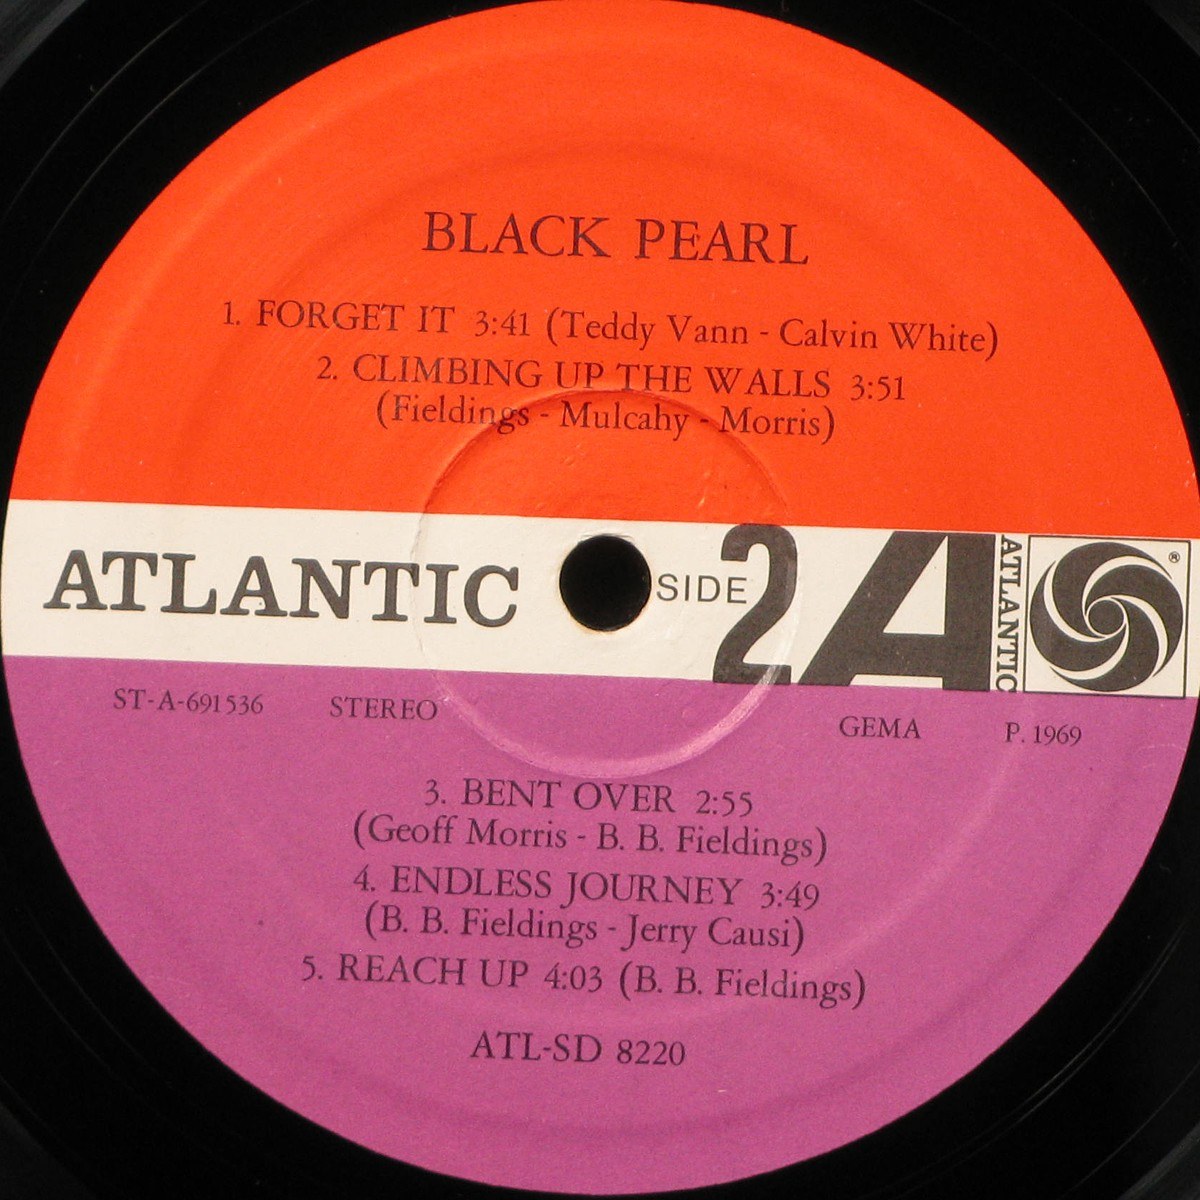 BLACK PEARL
1. FORGET IT 3:41 (Teddy Vann - Calvin White)
2. CLIMBING UP THE WALLS 3:51
(Fieldings - Mulcahy - Morris)
ATLANTIC SIDE 2 A ATLANTIC ®
ST-A-691536 STEREO GEMA P. 1969
3. BENT OVER 2:55
(Geoff Morris - B. B. Fieldings)
4. ENDLESS JOURNEY 3:49
(B. B. Fieldings - Jerry Causi)
5. REACH UP 4:03 (B. B. Fieldings)
ATL-SD 8220